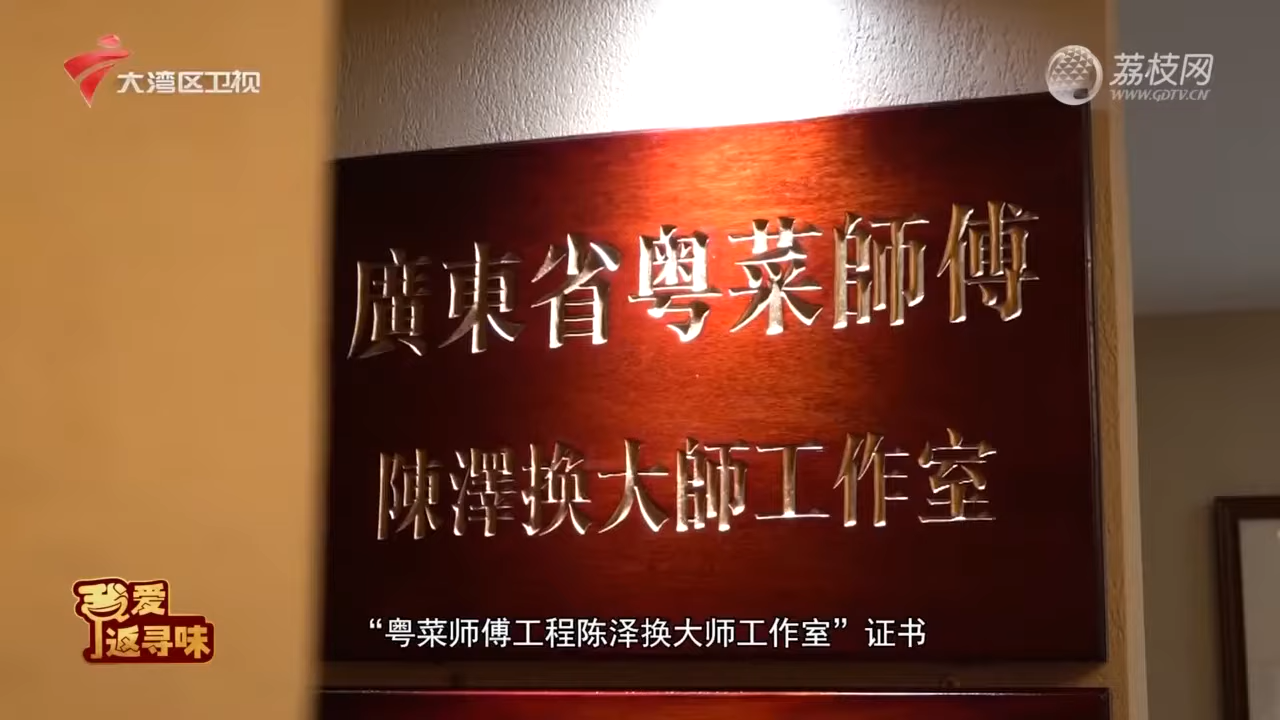 大湾区卫视
荔枝网
WWW.GDTV.CN
廣東省粤菜師傅
陳澤换大師工作室
我爱
返寻味
“粤菜师傅工程陈泽换大师工作室”证书